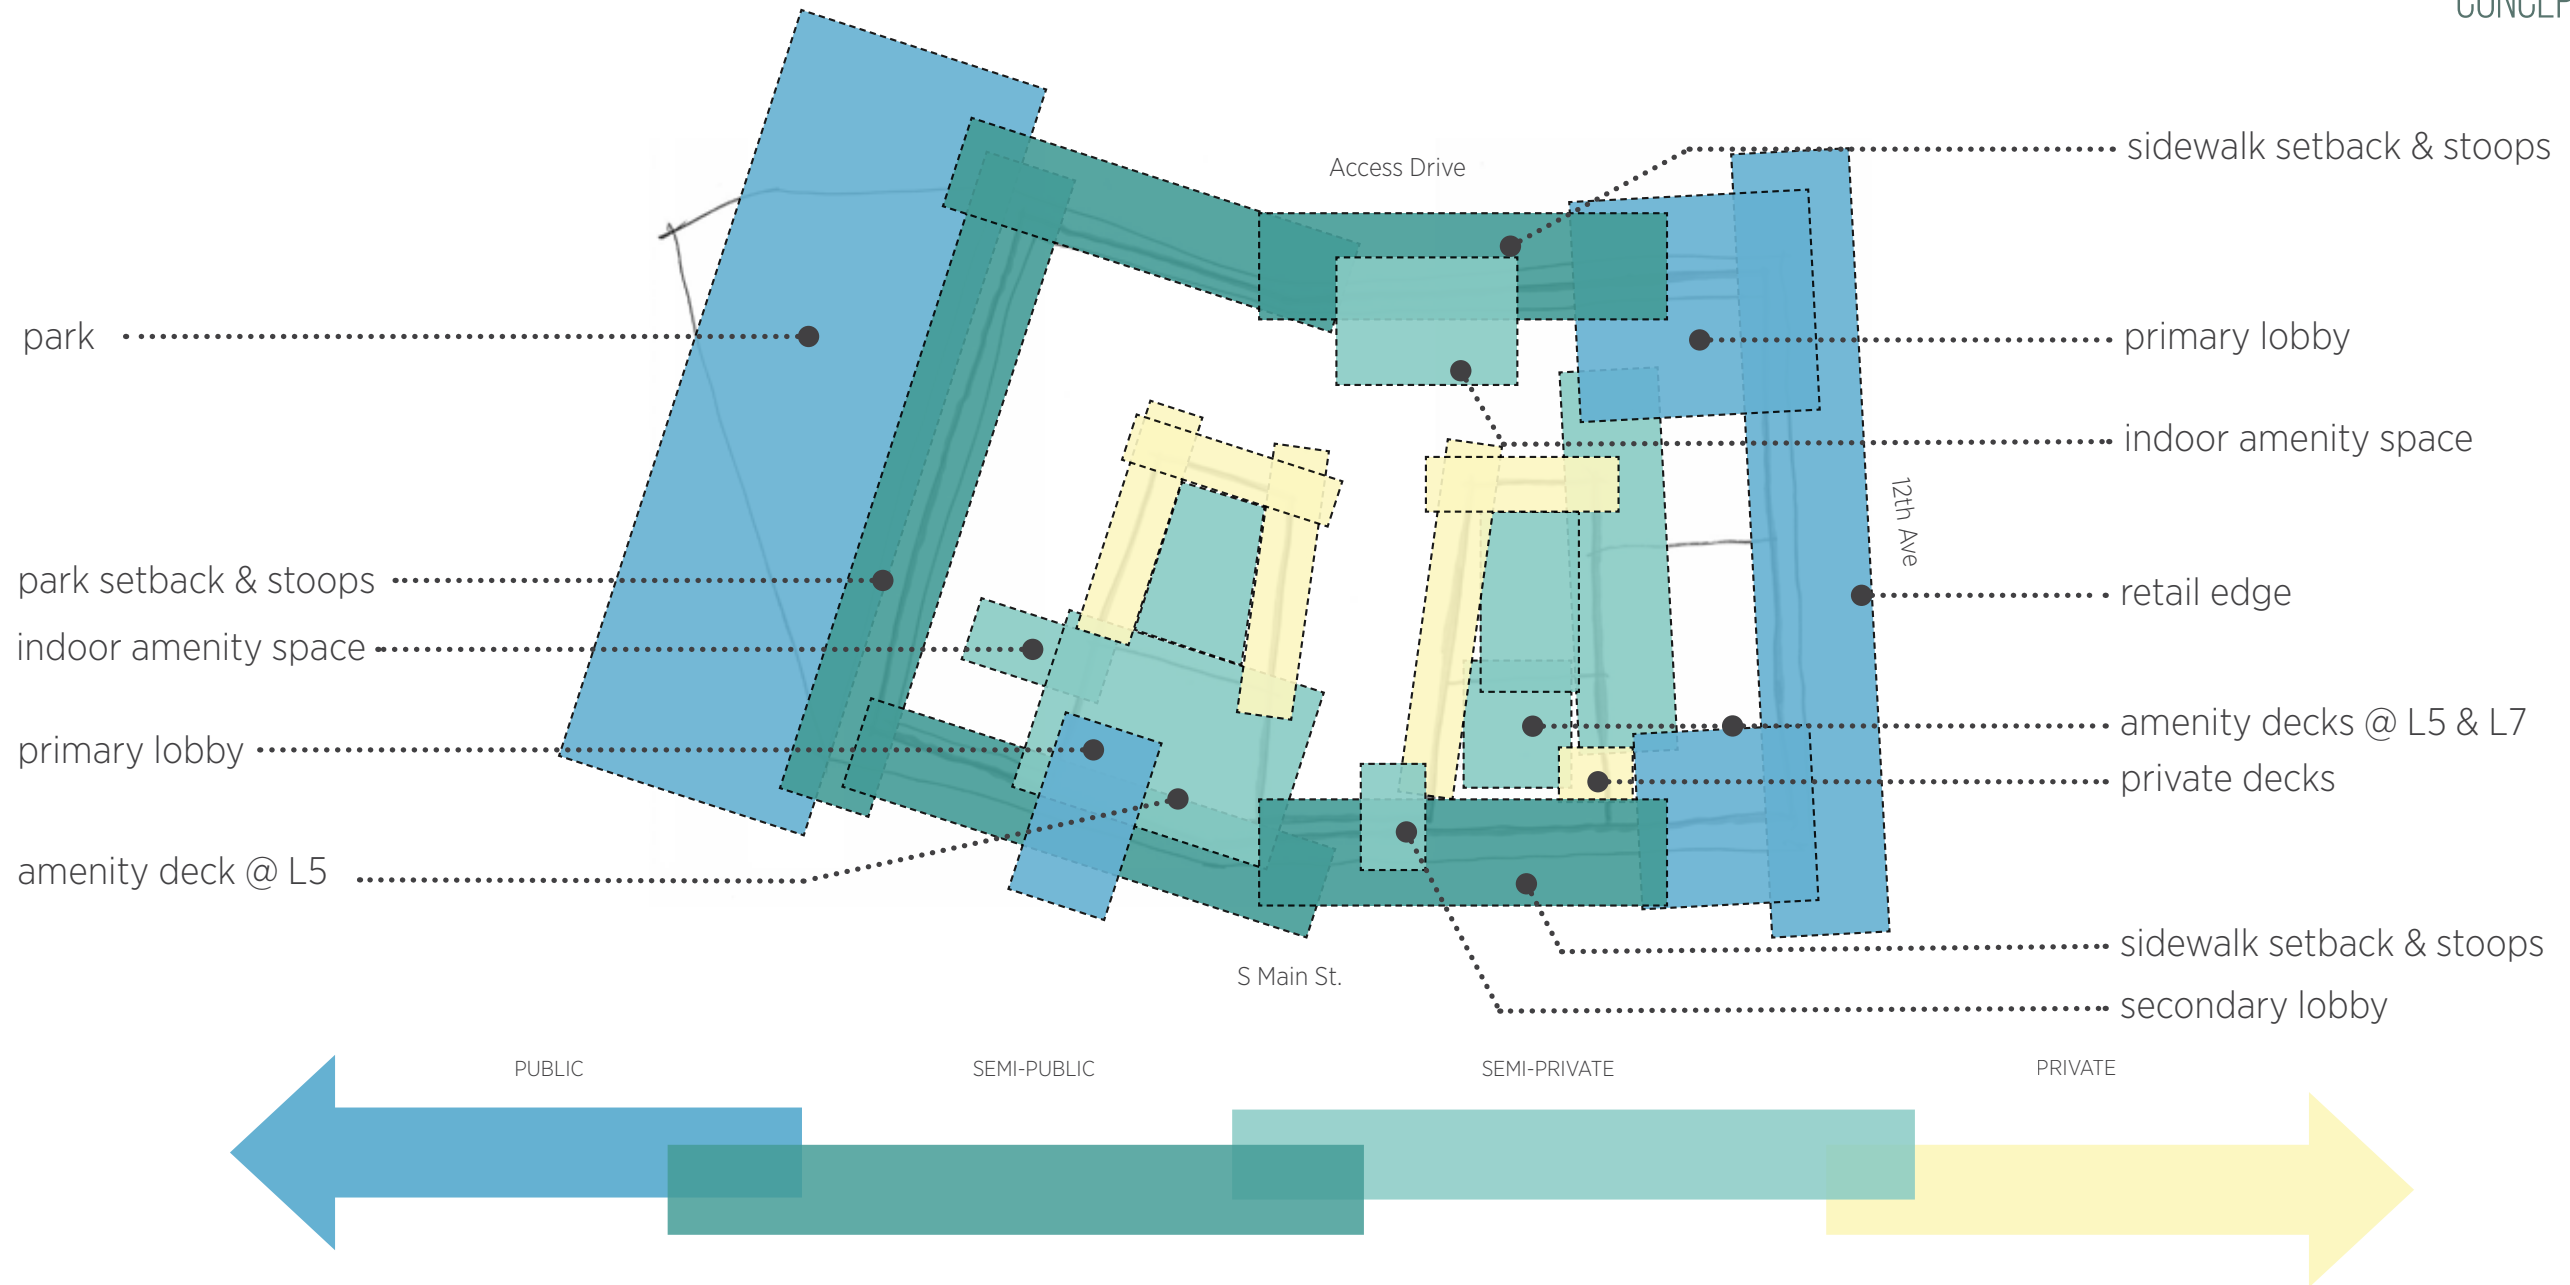 Access Drive
sidewalk setback & stoops
park
primary lobby
indoor amenity space
12th Ave
park setback & stoops
retail edge
indoor amenity space
primary lobby
amenity decks @ L5 & L7
private decks
amenity deck @ L5
sidewalk setback & stoops
S Main St.
secondary lobby
PUBLIC
SEMI-PUBLIC
SEMI-PRIVATE
PRIVATE